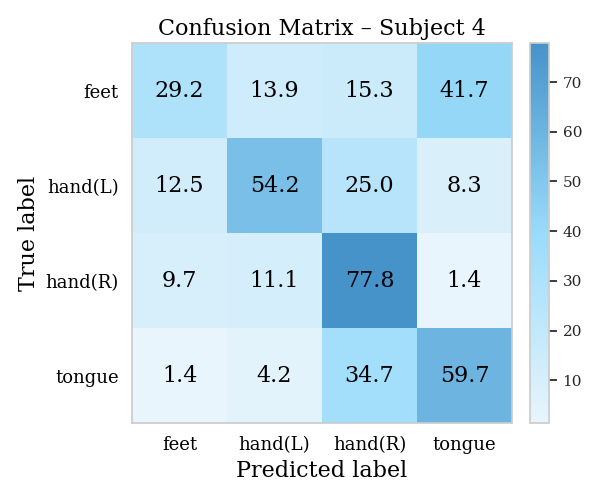 Confusion Matrix – Subject 4
feet 29.2 13.9 15.3 41.7
hand(L) 12.5 54.2 25.0 8.3
hand(R) 9.7 11.1 77.8 1.4
tongue 1.4 4.2 34.7 59.7
feet hand(L) hand(R) tongue
Predicted label
True label
70
60
50
40
30
20
10